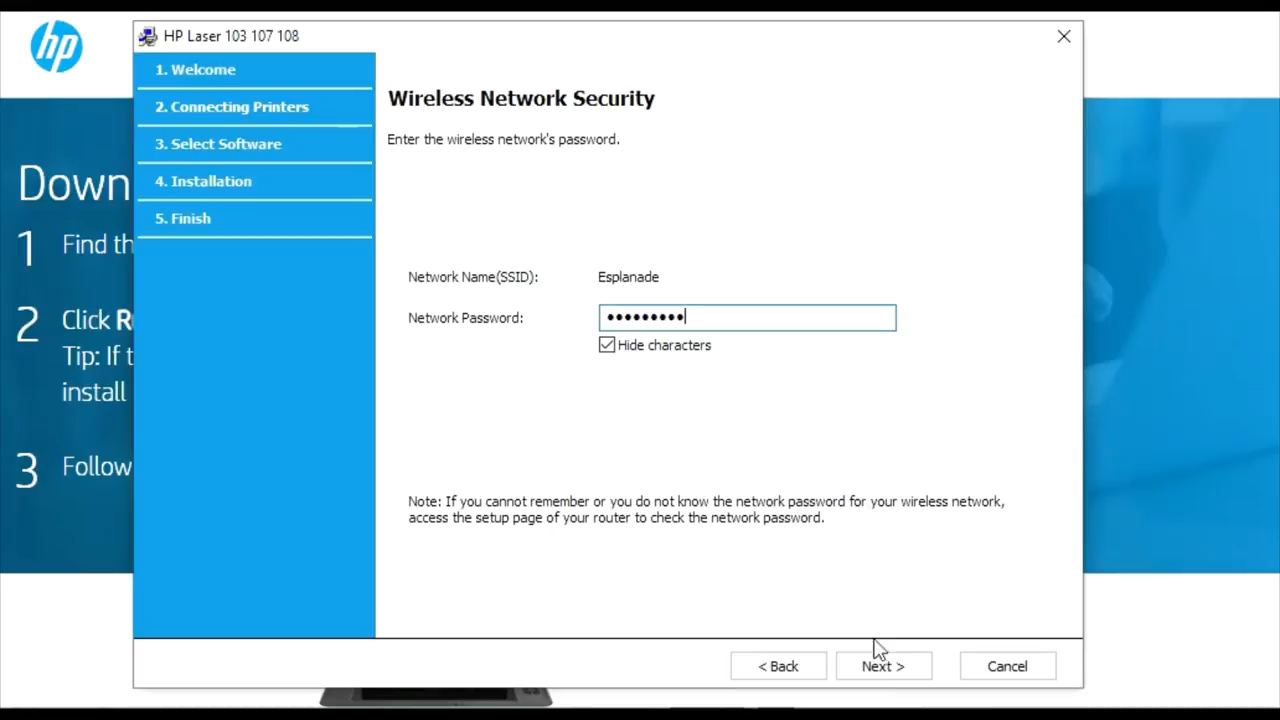 hp
HP Laser 103 107 108
1. Welcome
2. Connecting Printers
3. Select Software
4. Installation
5. Finish
Wireless Network Security
Enter the wireless network's password.
Network Name(SSID): Esplanade
Network Password: •••••••••
Hide characters
Note: If you cannot remember or you do not know the network password for your wireless network,
access the setup page of your router to check the network password.
< Back Next > Cancel
Down
1 Find th
2 Click R
Tip: If t
install
3 Follow